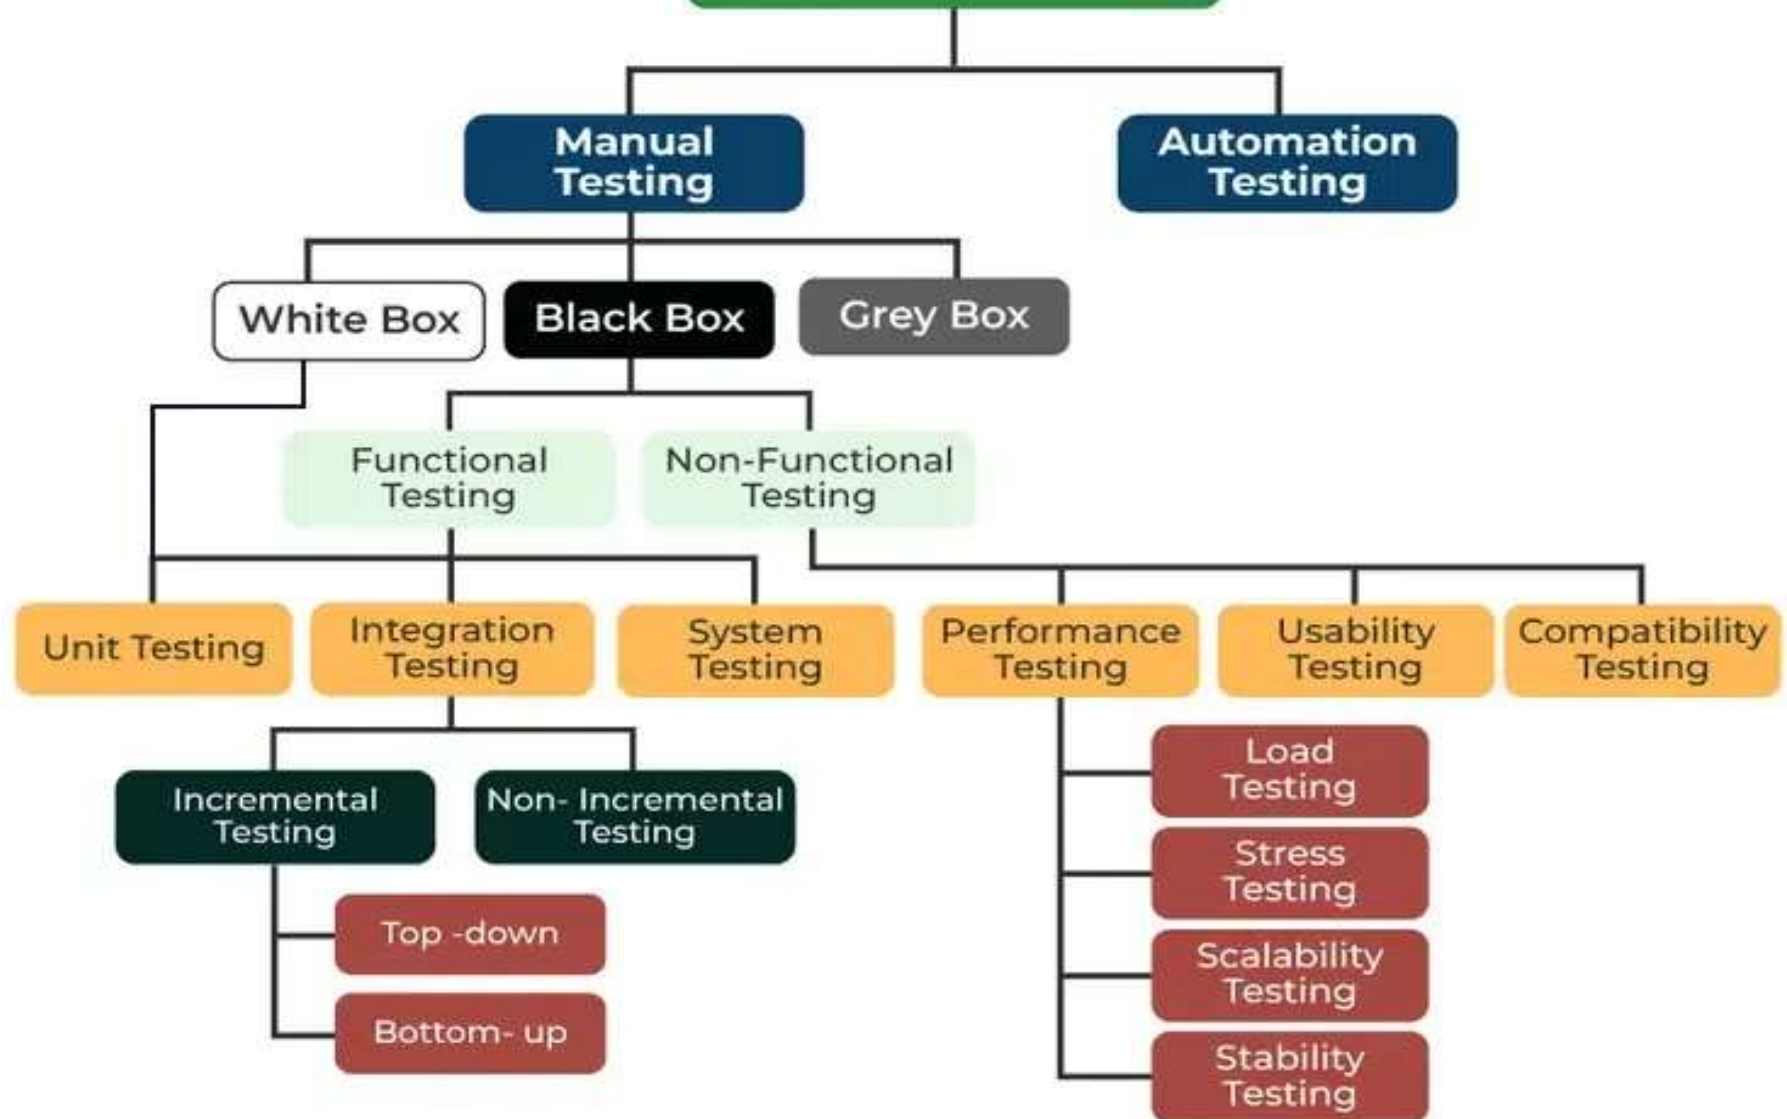 Manual
Testing
Automation
Testing
White Box
Black Box
Grey Box
Functional
Testing
Non-Functional
Testing
Unit Testing
Integration
Testing
System
Testing
Performance
Testing
Usability
Testing
Compatibility
Testing
Incremental
Testing
Non- Incremental
Testing
Top -down
Bottom- up
Load
Testing
Stress
Testing
Scalability
Testing
Stability
Testing